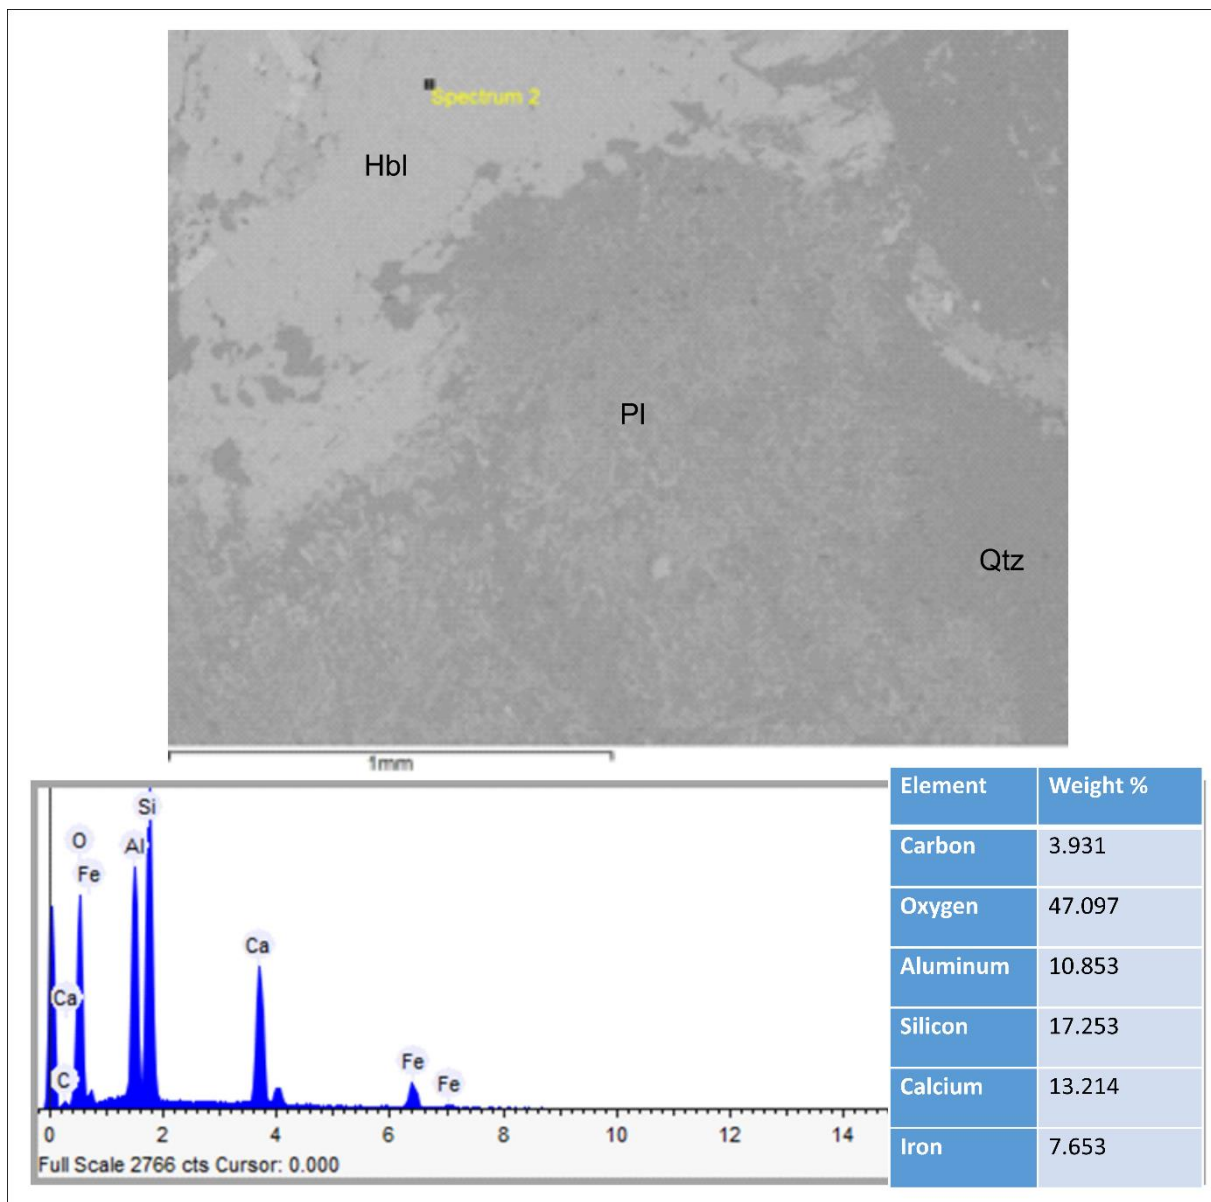 Spectrum 2
Hbl
Pl
Qtz
1mm
Si
O
Al
Fe
Ca
Ca
Fe
C
Fe
0 2 4 6 8 10 12 14
Full Scale 2766 cts Cursor: 0.000
Element Weight %
Carbon 3.931
Oxygen 47.097
Aluminum 10.853
Silicon 17.253
Calcium 13.214
Iron 7.653